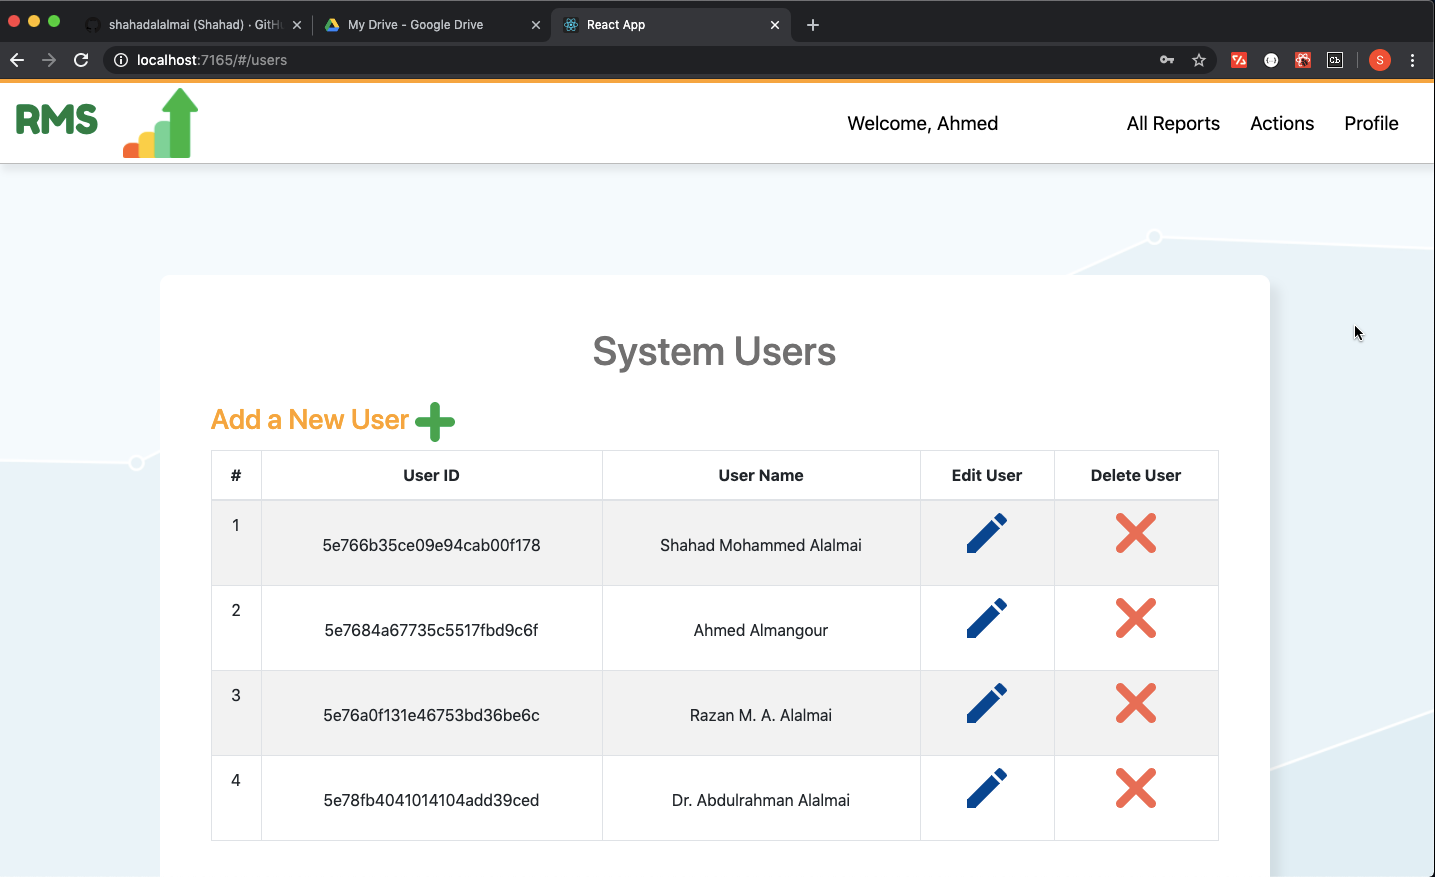 shahadalalmai (Shahad) · GitH
My Drive - Google Drive
React App
localhost:7165/#/users
S
RMS
Welcome, Ahmed
All Reports
Actions
Profile
System Users
Add a New User
# User ID User Name Edit User Delete User
1 5e766b35ce09e94cab00f178 Shahad Mohammed Alalmai
2 5e7684a67735c5517fbd9c6f Ahmed Almangour
3 5e76a0f131e46753bd36be6c Razan M. A. Alalmai
4 5e78fb4041014104add39ced Dr. Abdulrahman Alalmai